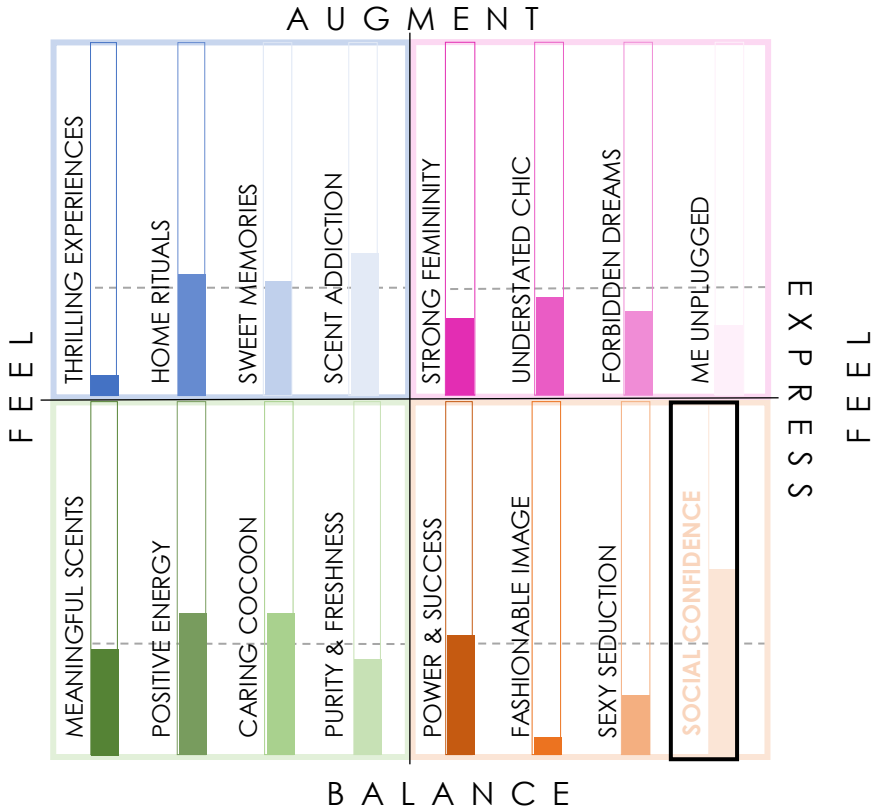 AUGMENT
THRILLING EXPERIENCES
HOME RITUALS
SWEET MEMORIES
SCENT ADDICTION
STRONG FEMININITY
UNDERSTATED CHIC
FORBIDDEN DREAMS
ME UNPLUGGED
FEEL
EXPRESS
FEEL
MEANINGFUL SCENTS
POSITIVE ENERGY
CARING COCOON
PURITY & FRESHNESS
POWER & SUCCESS
FASHIONABLE IMAGE
SEXY SEDUCTION
SOCIAL CONFIDENCE
BALANCE